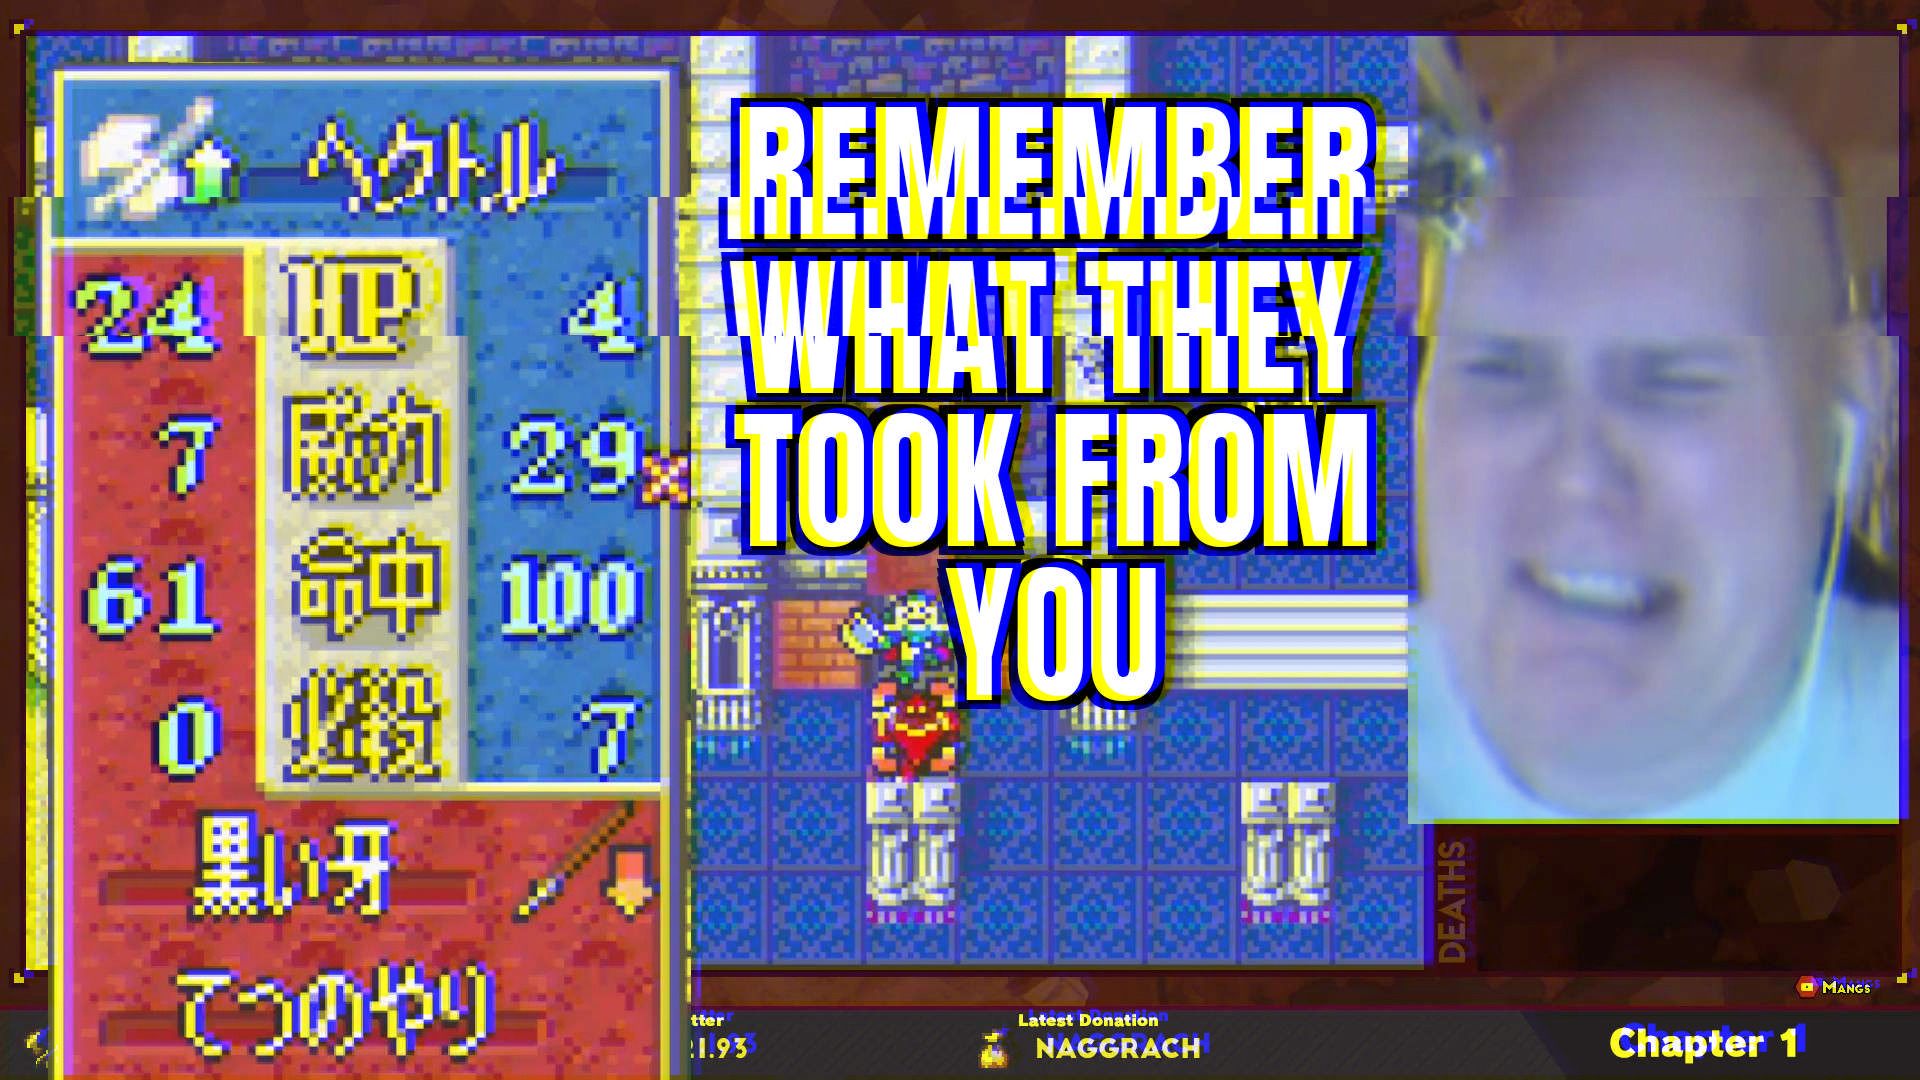 ヘクトル
24 HP 4
7 威力 29
61 命中 100
0 必殺 7
黒い牙
てつのやり
REMEMBER
WHAT THEY
TOOK FROM
YOU
DEATHS
MANGS
Latest Donation
NAGGRACH
Chapter 1